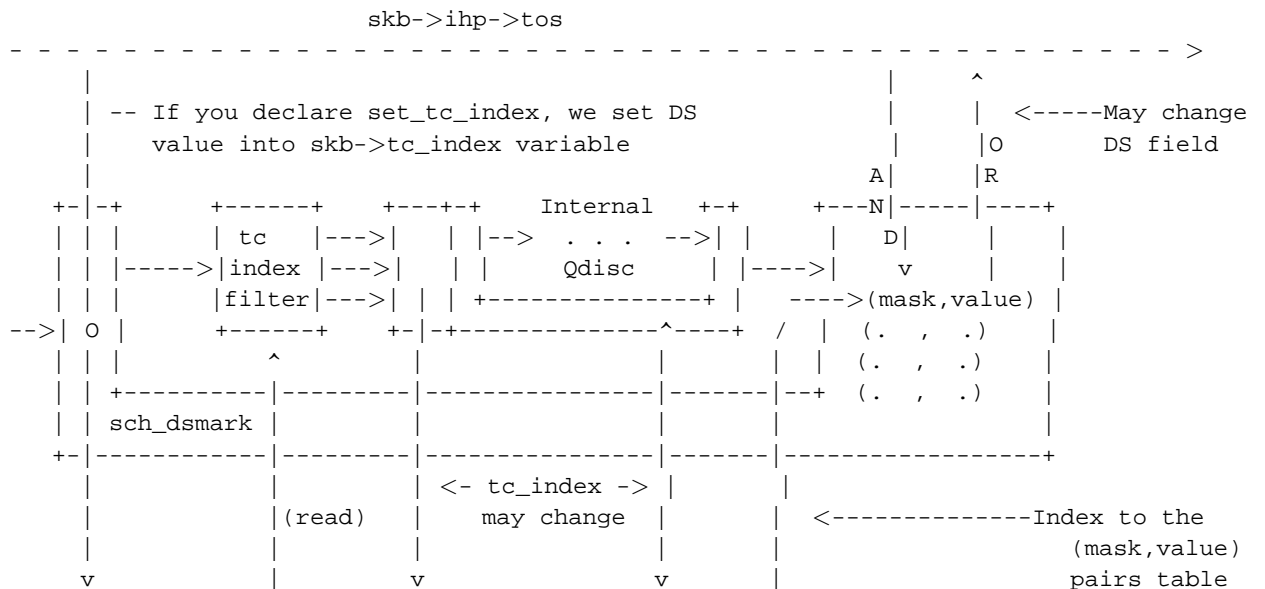 skb->ihp->tos
- - - - - - - - - - - - - - - - - - - - - - - - - - - - - - - - - - - - - - - - - >
     |                                                       |     ^
     | -- If you declare set_tc_index, we set DS             |     |  <-----May change
     |    value into skb->tc_index variable                  |     |O       DS field
     |                                                      A|     |R
   +-|-+      +------+    +---+-+    Internal   +-+     +---N|-----|----+
   | | |      | tc   |--->|   | |-->  . . .  -->| |     |   D|     |    |
   | | |----->|index |--->|   | |     Qdisc     | |---->|    v     |    |
   | | |      |filter|--->| | | +---------------+ |   ---->(mask,value) |
-->| O |      +------+    +-|-+--------------^----+  /  |  (.  ,  .)    |
   | | |          ^         |                |       |  |  (.  ,  .)    |
   | | +----------|---------|----------------|-------|--+  (.  ,  .)    |
   | | sch_dsmark |         |                |       |                  |
   +-|------------|---------|----------------|-------|------------------+
     |            |         | <- tc_index -> |       |
     |            |(read)   |    may change  |       |  <--------------Index to the
     |            |         |                |       |                    (mask,value)
     v            |         v                v       |                    pairs table